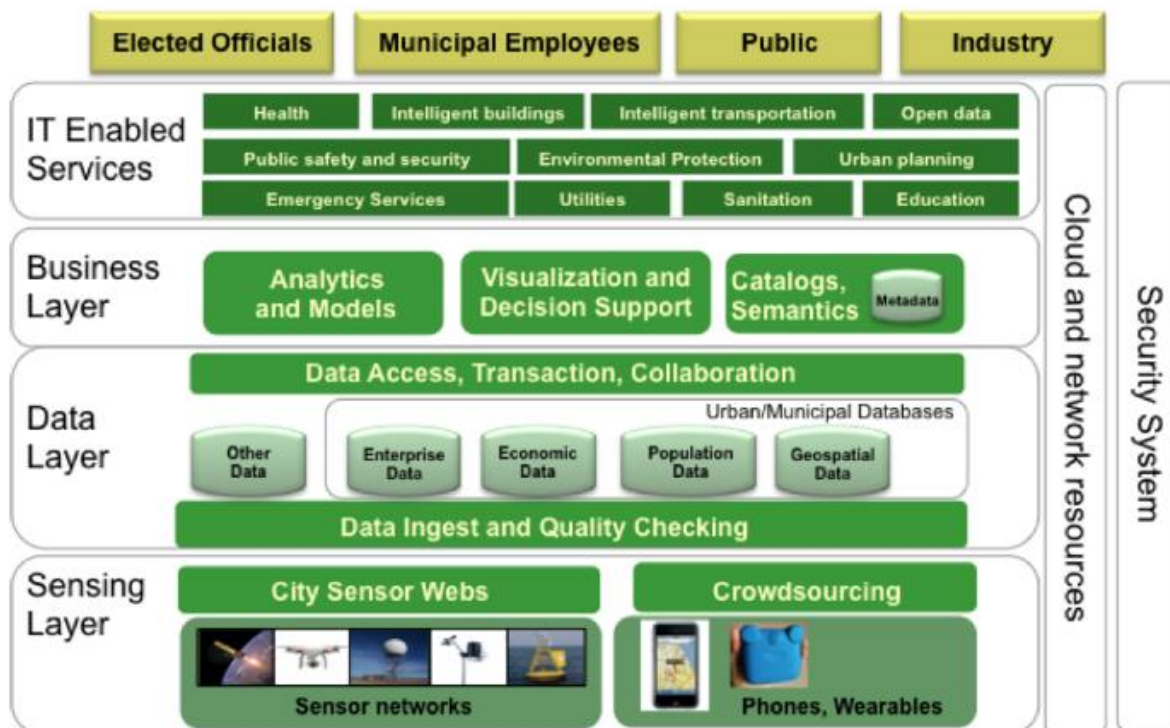 Elected Officials
Municipal Employees
Public
Industry
IT Enabled
Services
Health
Intelligent buildings
Intelligent transportation
Open data
Public safety and security
Environmental Protection
Urban planning
Emergency Services
Utilities
Sanitation
Education
Business
Layer
Analytics
and Models
Visualization and
Decision Support
Catalogs,
Semantics
Metadata
Data
Layer
Data Access, Transaction, Collaboration
Urban/Municipal Databases
Other
Data
Enterprise
Data
Economic
Data
Population
Data
Geospatial
Data
Data Ingest and Quality Checking
Sensing
Layer
City Sensor Webs
Crowdsourcing
Sensor networks
Phones, Wearables
Cloud and network resources
Security System